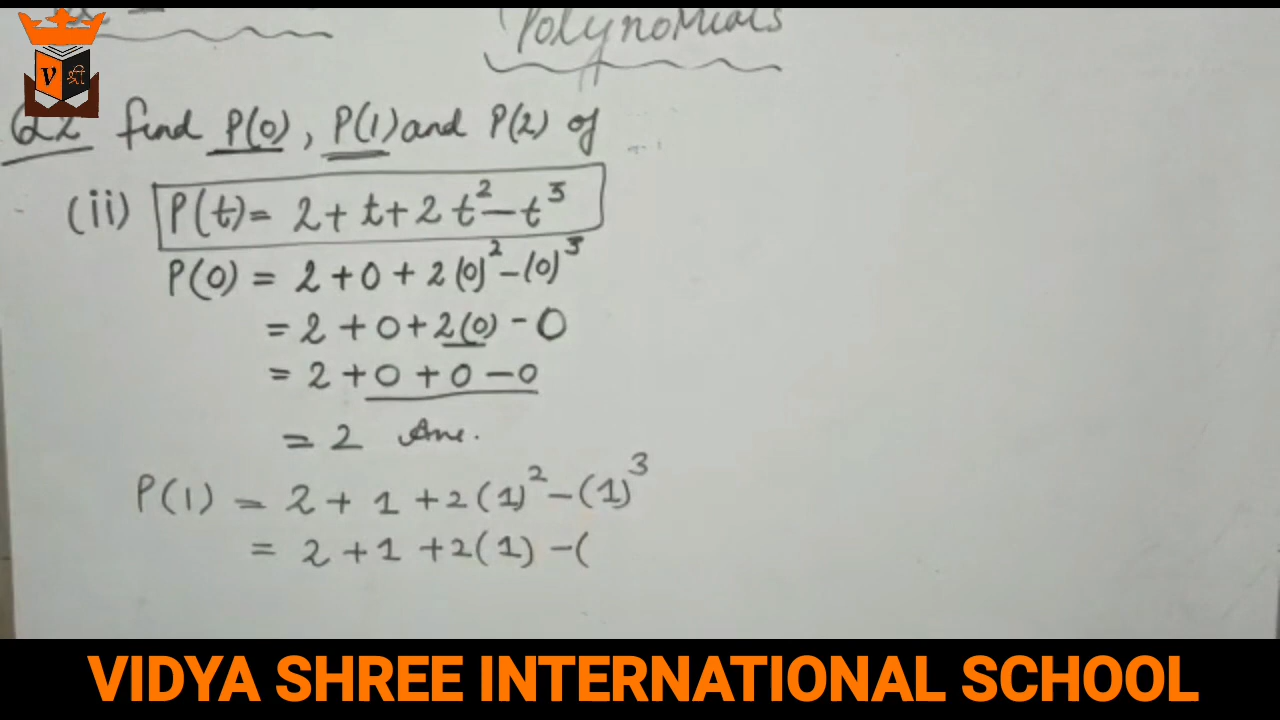 Polynomials
V श्री
Q2 find P(0), P(1) and P(2) of
(ii) P(t) = 2 + t + 2t² - t³
P(0) = 2 + 0 + 2(0)² - (0)³
= 2 + 0 + 2(0) - 0
= 2 + 0 + 0 - 0
= 2 Ans.
P(1) = 2 + 1 + 2(1)² - (1)³
= 2 + 1 + 2(1) - (
VIDYA SHREE INTERNATIONAL SCHOOL